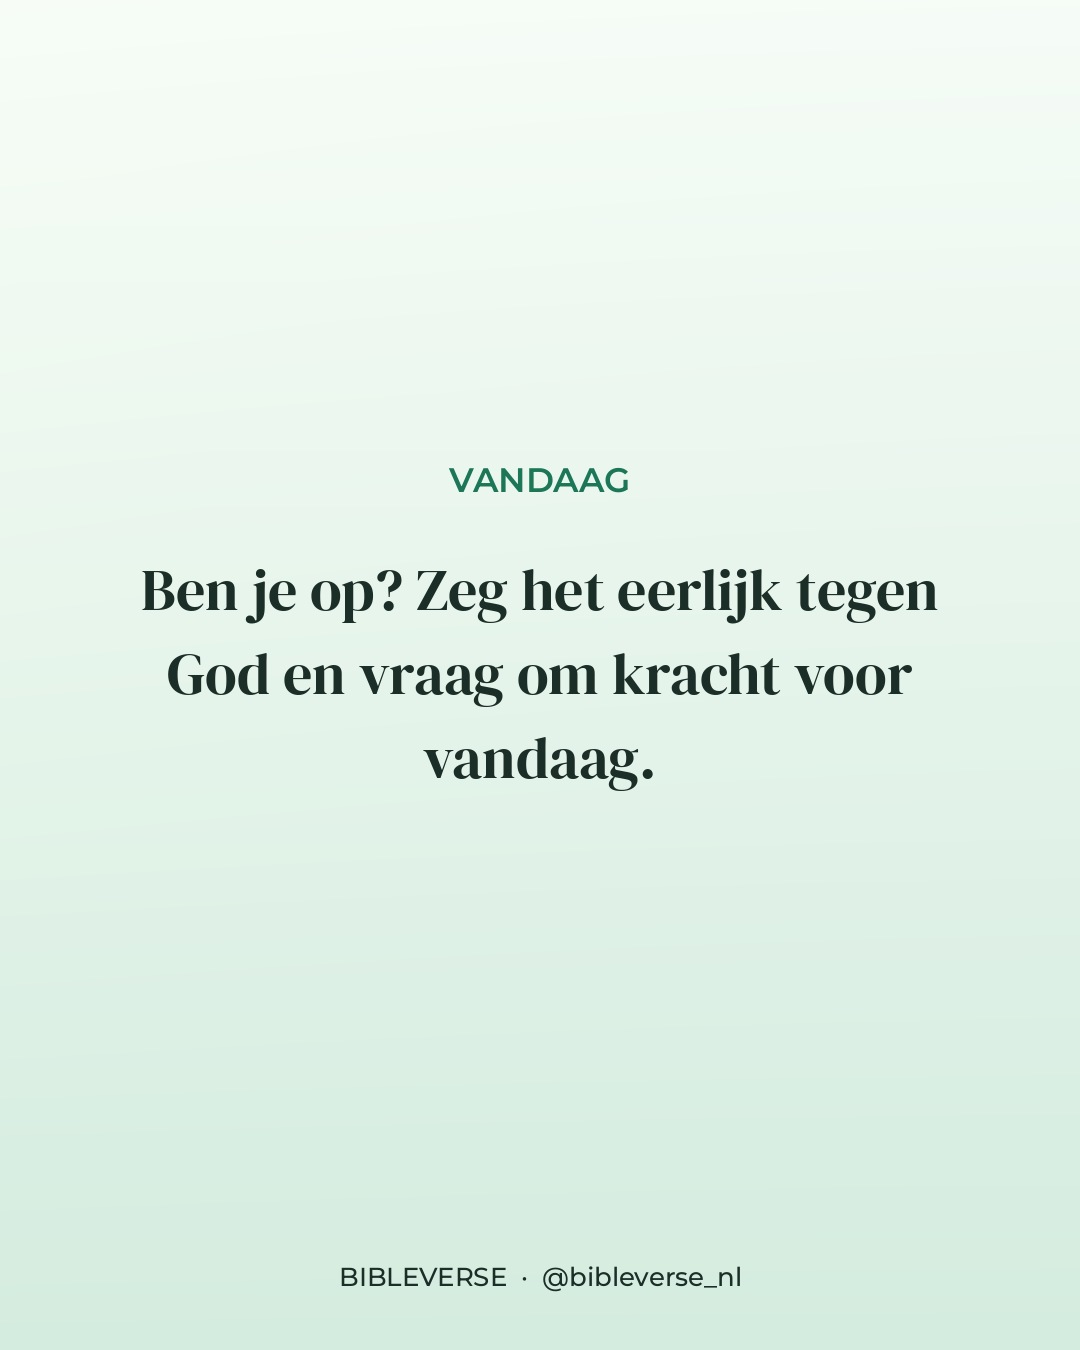 VANDAAG
Ben je op? Zeg het eerlijk tegen
God en vraag om kracht voor
vandaag.
BIBLEVERSE · @bibleverse_nl